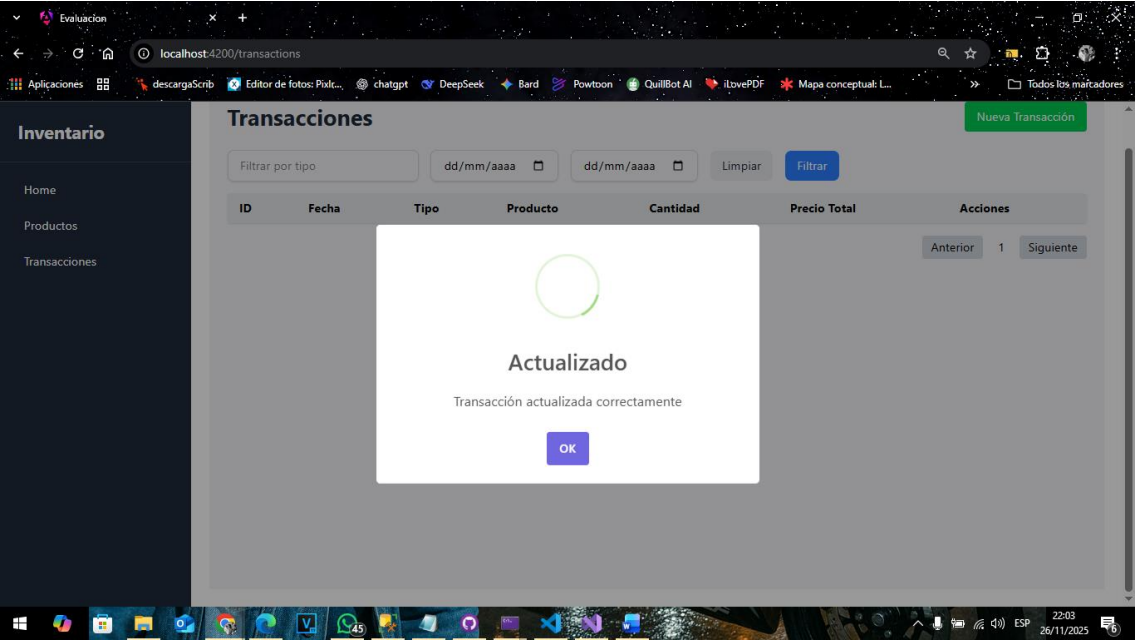 Evaluacion
localhost:4200/transactions
Aplicaciones descargaScrib Editor de fotos: Pixlr,... chatgpt DeepSeek Bard Powtoon QuillBot AI iLovePDF Mapa conceptual: L... » Todos los marcadores
Inventario
Home
Productos
Transacciones
Transacciones Nueva Transacción
Filtrar por tipo dd/mm/aaaa dd/mm/aaaa Limpiar Filtrar
ID Fecha Tipo Producto Cantidad Precio Total Acciones
Anterior 1 Siguiente
Actualizado
Transacción actualizada correctamente
OK
45 ESP 22:03
26/11/2025 6